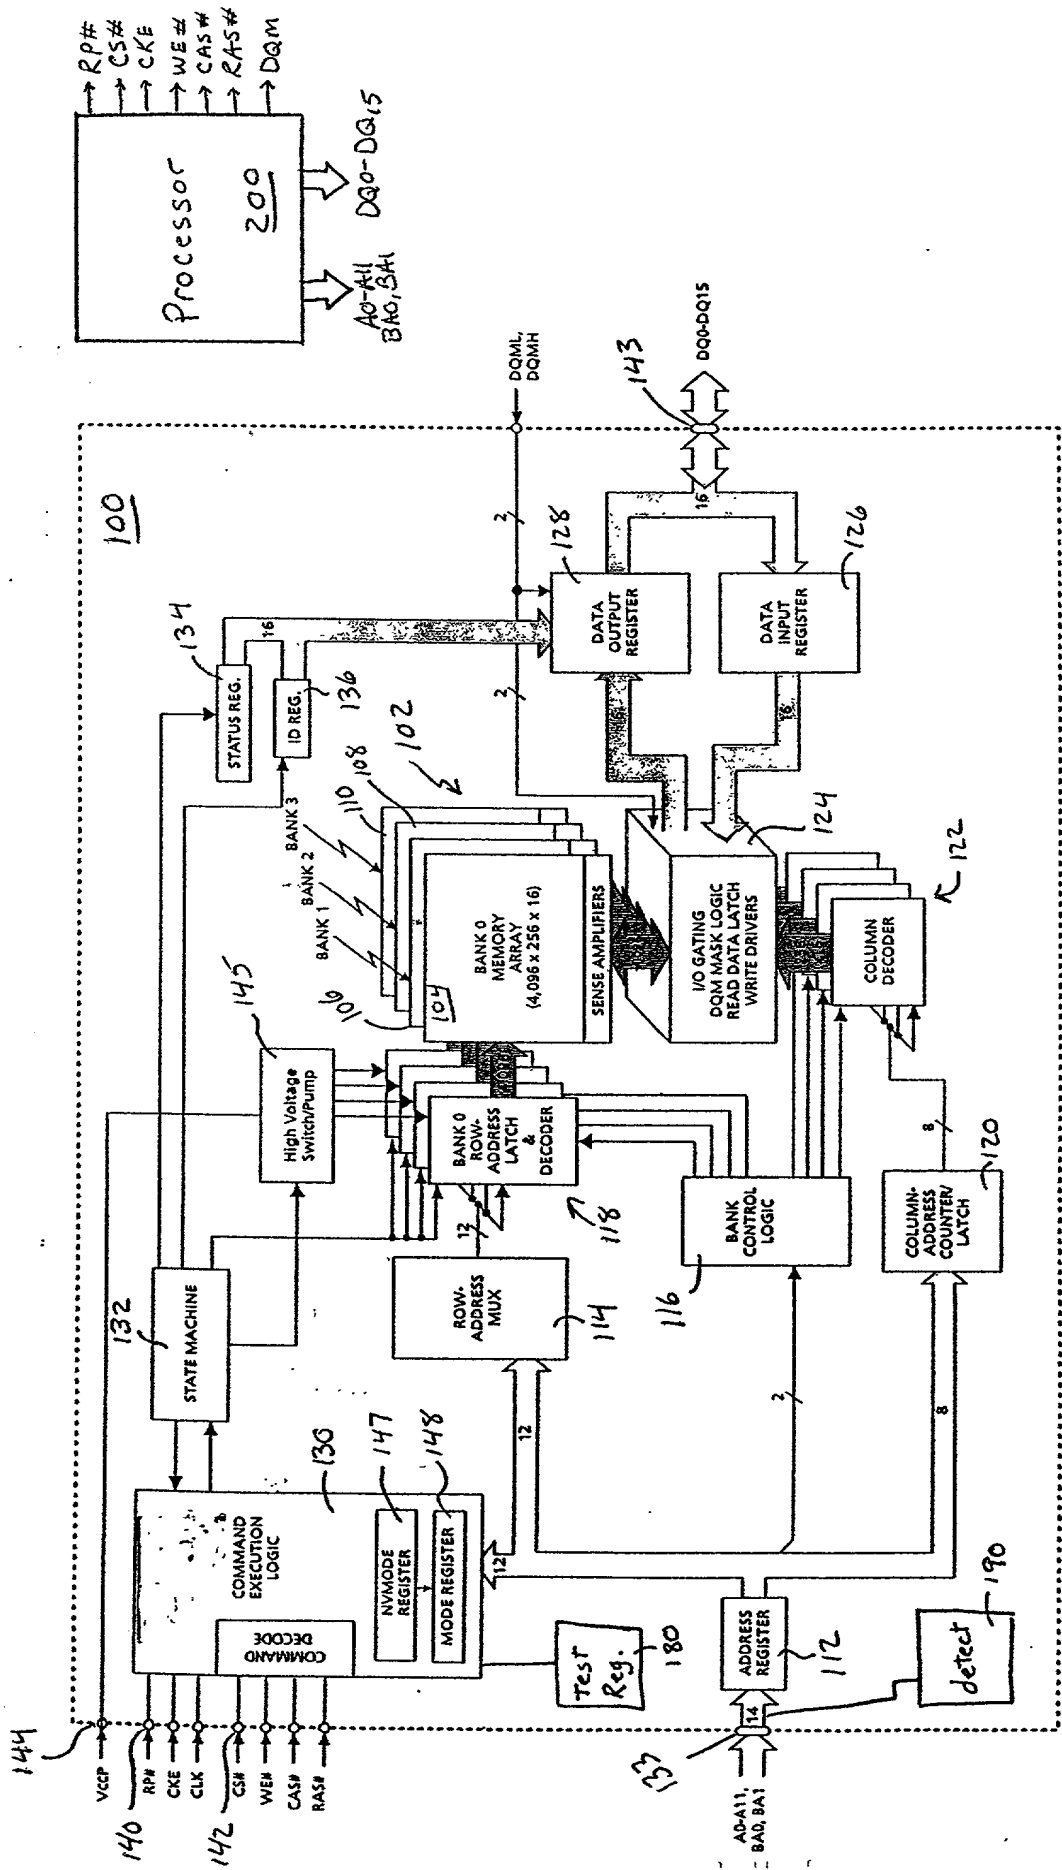 100
144
VCCP
140
RP#
CKE
CLK
142
CS#
WE#
CAS#
RAS#
COMMAND
EXECUTION
LOGIC
130
COMMAND
DECODE
NVMODE
REGISTER
147
MODE REGISTER
148
132
STATE MACHINE
145
High Voltage
Switch/Pump
134
STATUS REG.
16
ID REG.
136
Test
Reg.
180
12
12
ROW-
ADDRESS
MUX
114
12
BANK 0
ROW-
ADDRESS
LATCH
&
DECODER
118
BANK 1
BANK 2
BANK 3
106
108
110
102
104
BANK 0
MEMORY
ARRAY
(4,096 x 256 x 16)
SENSE AMPLIFIERS
2
2
DQML,
DQMH
I/O GATING
DQM MASK LOGIC
READ DATA LATCH
WRITE DRIVERS
124
16
DATA
OUTPUT
REGISTER
128
16
143
DQ0-DQ15
16
DATA
INPUT
REGISTER
126
2
116
BANK
CONTROL
LOGIC
COLUMN
DECODER
122
133
A0-A11,
BA0, BA1
14
ADDRESS
REGISTER
112
8
COLUMN-
ADDRESS
COUNTER/
LATCH
120
8
detect
190
Processor
200
RP#
CS#
CKE
WE#
CAS#
RAS#
DQM
A0-A11
BA0, BA1
DQ0-DQ15